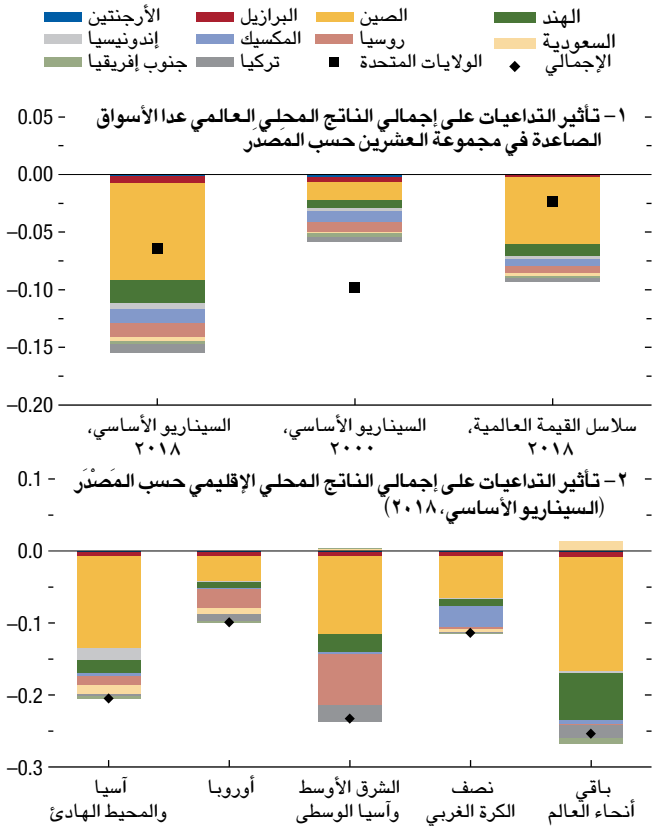 الأرجنتين البرازيل الصين الهند
إندونيسيا المكسيك روسيا السعودية
جنوب إفريقيا تركيا الولايات المتحدة الإجمالي
١– تأثير التداعيات على إجمالي الناتج المحلي العالمي عدا الأسواق
الصاعدة في مجموعة العشرين حسب المَصْدَر
0.05
0.00
–0.05
–0.10
–0.15
–0.20
السيناريو الأساسي،
٢٠١٨
السيناريو الأساسي،
٢٠٠٠
سلاسل القيمة العالمية،
٢٠١٨
٢– تأثير التداعيات على إجمالي الناتج المحلي الإقليمي حسب المَصْدَر
(السيناريو الأساسي، ٢٠١٨)
0.1
0.0
–0.1
–0.2
–0.3
آسيا
والمحيط الهادئ
أوروبا
الشرق الأوسط
وآسيا الوسطى
نصف
الكرة الغربي
باقي
أنحاء العالم